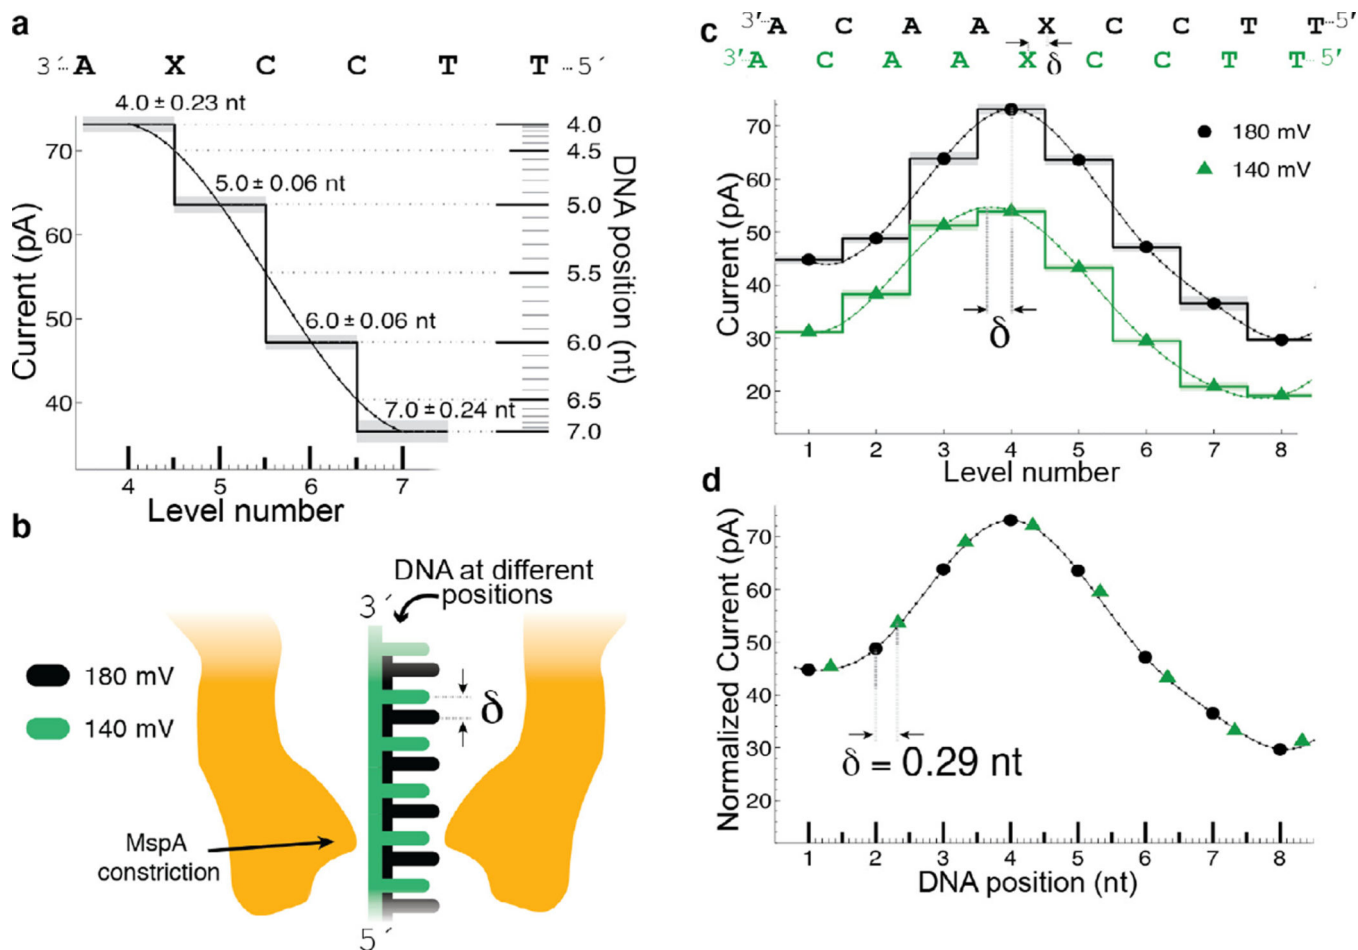 a
3´ A X C C T T 5´
4.0 ± 0.23 nt
5.0 ± 0.06 nt
6.0 ± 0.06 nt
7.0 ± 0.24 nt
Current (pA)
70
60
50
40
4.0
4.5
5.0
5.5
6.0
6.5
7.0
DNA position (nt)
4 5 6 7
Level number
b
DNA at different
positions
3´
180 mV
140 mV
δ
MspA
constriction
5´
c
3' A C A A X C C T T 5'
3' A C A A X C C T T 5'
δ
180 mV
140 mV
Current (pA)
70
60
50
40
30
20
δ
1 2 3 4 5 6 7 8
Level number
d
Normalized Current (pA)
70
60
50
40
30
20
δ = 0.29 nt
1 2 3 4 5 6 7 8
DNA position (nt)